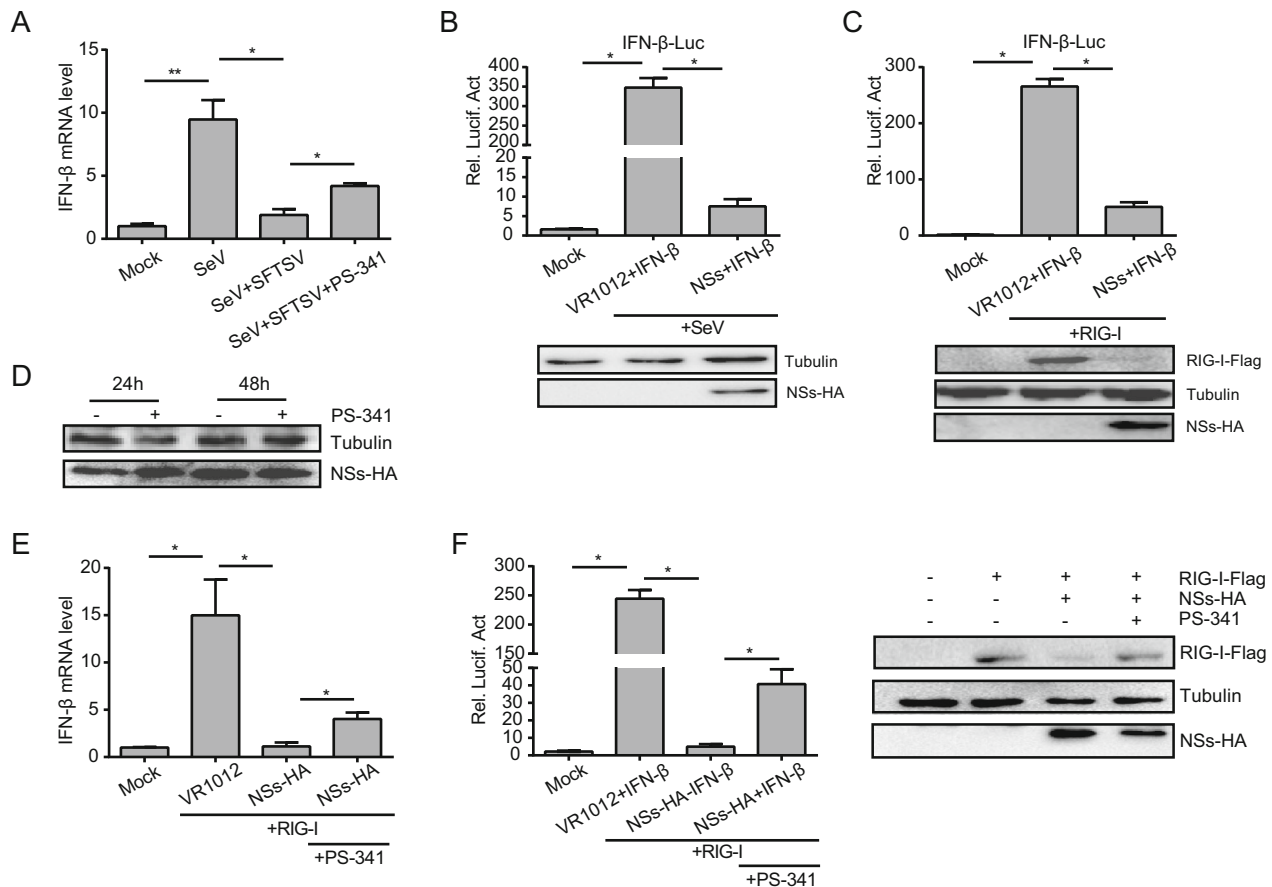 A
IFN-β mRNA level
15
10
5
0
**
*
*
Mock
SeV
SeV+SFTSV
SeV+SFTSV+PS-341
B
IFN-β-Luc
Rel. Lucif. Act
400
350
300
250
200
20
15
10
5
0
*
*
Mock
VR1012+IFN-β
NSs+IFN-β
+SeV
Tubulin
NSs-HA
C
IFN-β-Luc
Rel. Lucif. Act
300
200
100
0
*
*
Mock
VR1012+IFN-β
NSs+IFN-β
+RIG-I
RIG-I-Flag
Tubulin
NSs-HA
D
24h 48h
- + - + PS-341
Tubulin
NSs-HA
E
IFN-β mRNA level
20
15
10
5
0
*
*
*
Mock
VR1012
NSs-HA
NSs-HA
+RIG-I
+PS-341
F
Rel. Lucif. Act
300
250
200
150
50
40
30
20
10
0
*
*
*
Mock
VR1012+IFN-β
NSs-HA-IFN-β
NSs-HA+IFN-β
+RIG-I
+PS-341
- + + + RIG-I-Flag
- - + + NSs-HA
- - - + PS-341
RIG-I-Flag
Tubulin
NSs-HA